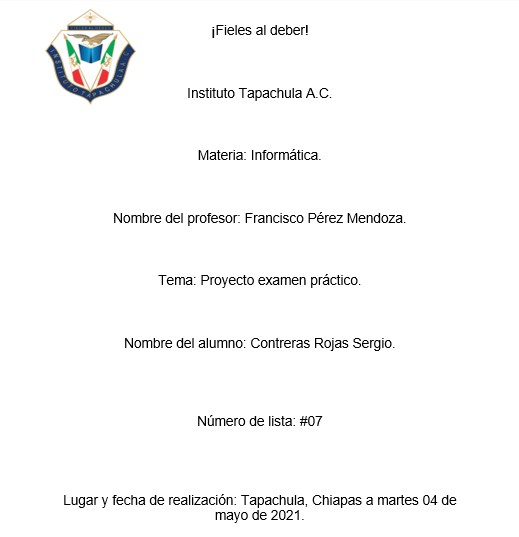 ¡Fieles al deber!
Instituto Tapachula A.C.
Materia: Informática.
Nombre del profesor: Francisco Pérez Mendoza.
Tema: Proyecto examen práctico.
Nombre del alumno: Contreras Rojas Sergio.
Número de lista: #07
Lugar y fecha de realización: Tapachula, Chiapas a martes 04 de
mayo de 2021.